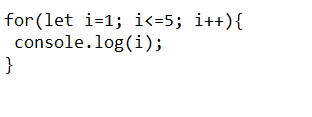 for(let i=1; i<=5; i++){
 console.log(i);
}